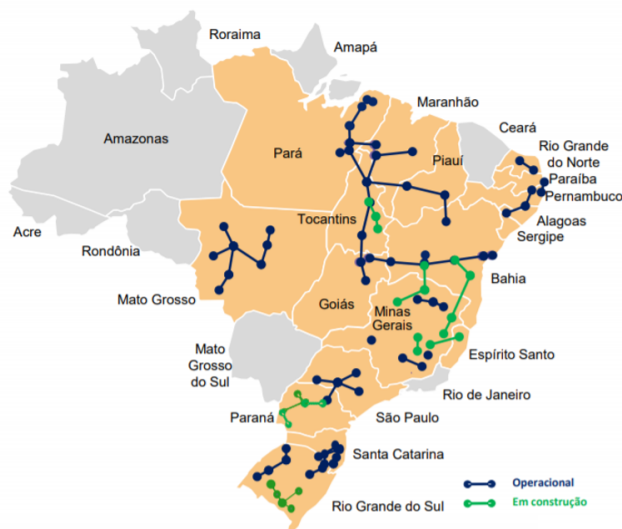 Roraima
Amapá
Maranhão
Ceará
Rio Grande
do Norte
Amazonas
Pará
Piauí
Paraíba
Pernambuco
Alagoas
Sergipe
Tocantins
Acre
Rondônia
Bahia
Mato Grosso
Goiás
Minas
Gerais
Mato
Grosso
do Sul
Espírito Santo
Rio de Janeiro
Paraná
São Paulo
Santa Catarina
Rio Grande do Sul
Operacional
Em construção